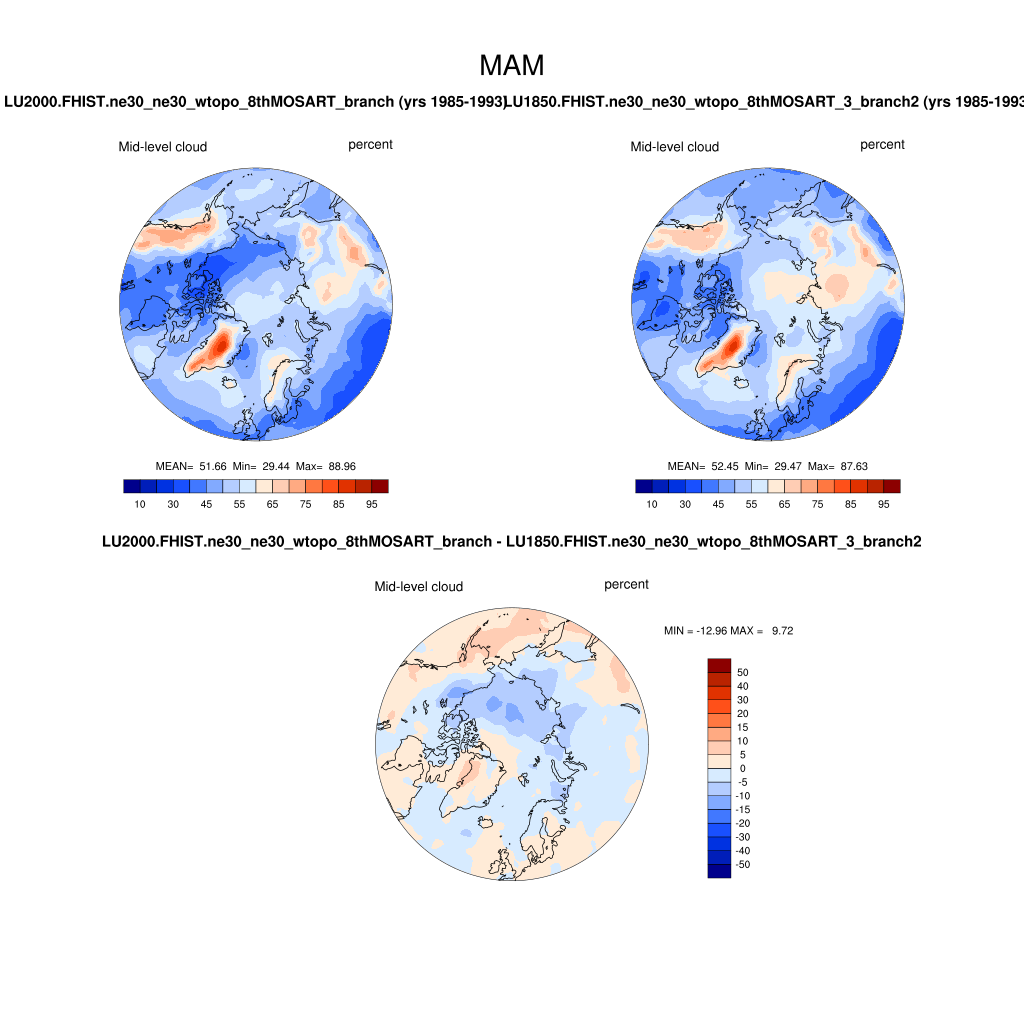 MAM
LU2000.FHIST.ne30_ne30_wtopo_8thMOSART_branch (yrs 1985-1993)
LU1850.FHIST.ne30_ne30_wtopo_8thMOSART_3_branch2 (yrs 1985-1993
Mid-level cloud percent
Mid-level cloud percent
MEAN= 51.66 Min= 29.44 Max= 88.96
MEAN= 52.45 Min= 29.47 Max= 87.63
10 30 45 55 65 75 85 95
10 30 45 55 65 75 85 95
LU2000.FHIST.ne30_ne30_wtopo_8thMOSART_branch - LU1850.FHIST.ne30_ne30_wtopo_8thMOSART_3_branch2
Mid-level cloud percent
MIN = -12.96 MAX = 9.72
50
40
30
20
15
10
5
0
-5
-10
-15
-20
-30
-40
-50